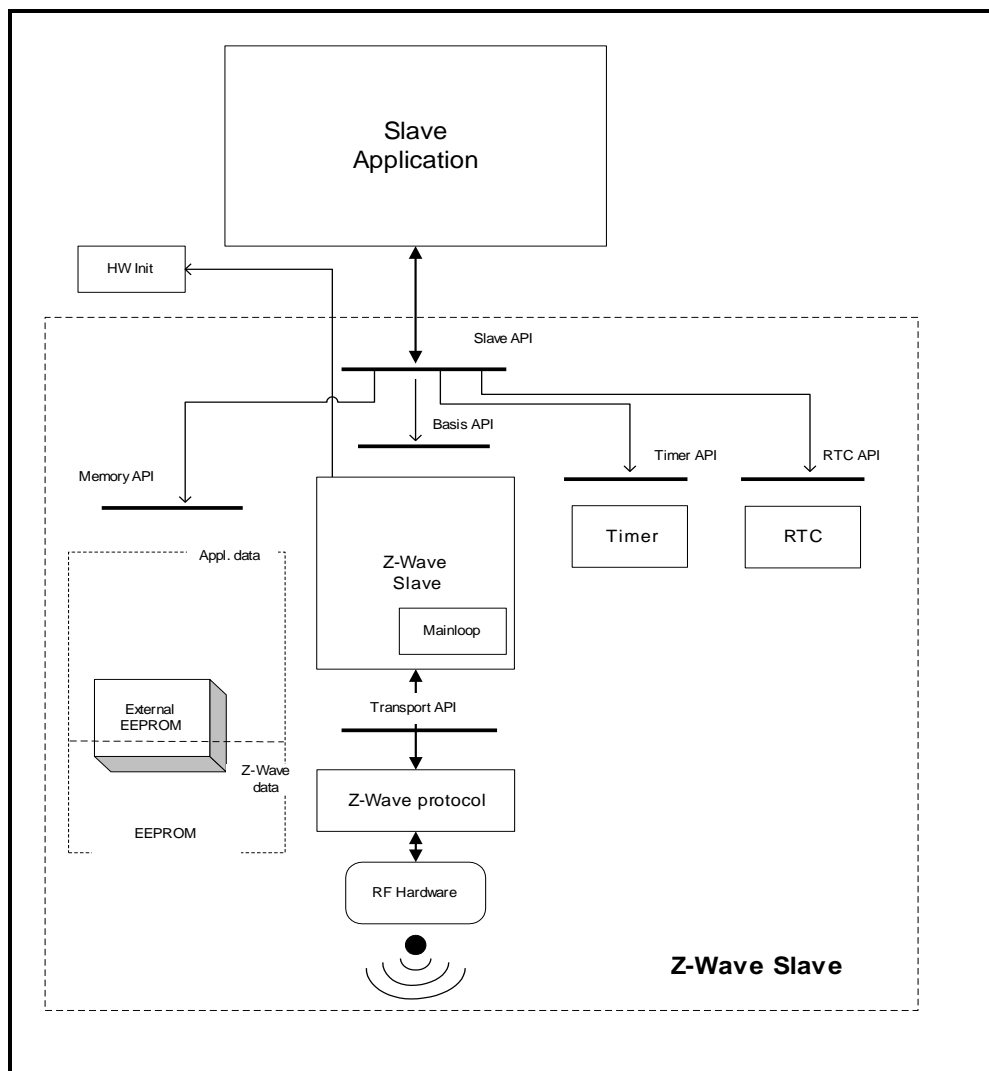 Slave
Application
HW Init
Slave API
Basis API
Memory API
Timer API
RTC API
Appl. data
Z-Wave
Slave
Timer
RTC
Mainloop
External
EEPROM
Transport API
Z-Wave
data
Z-Wave protocol
EEPROM
RF Hardware
Z-Wave Slave